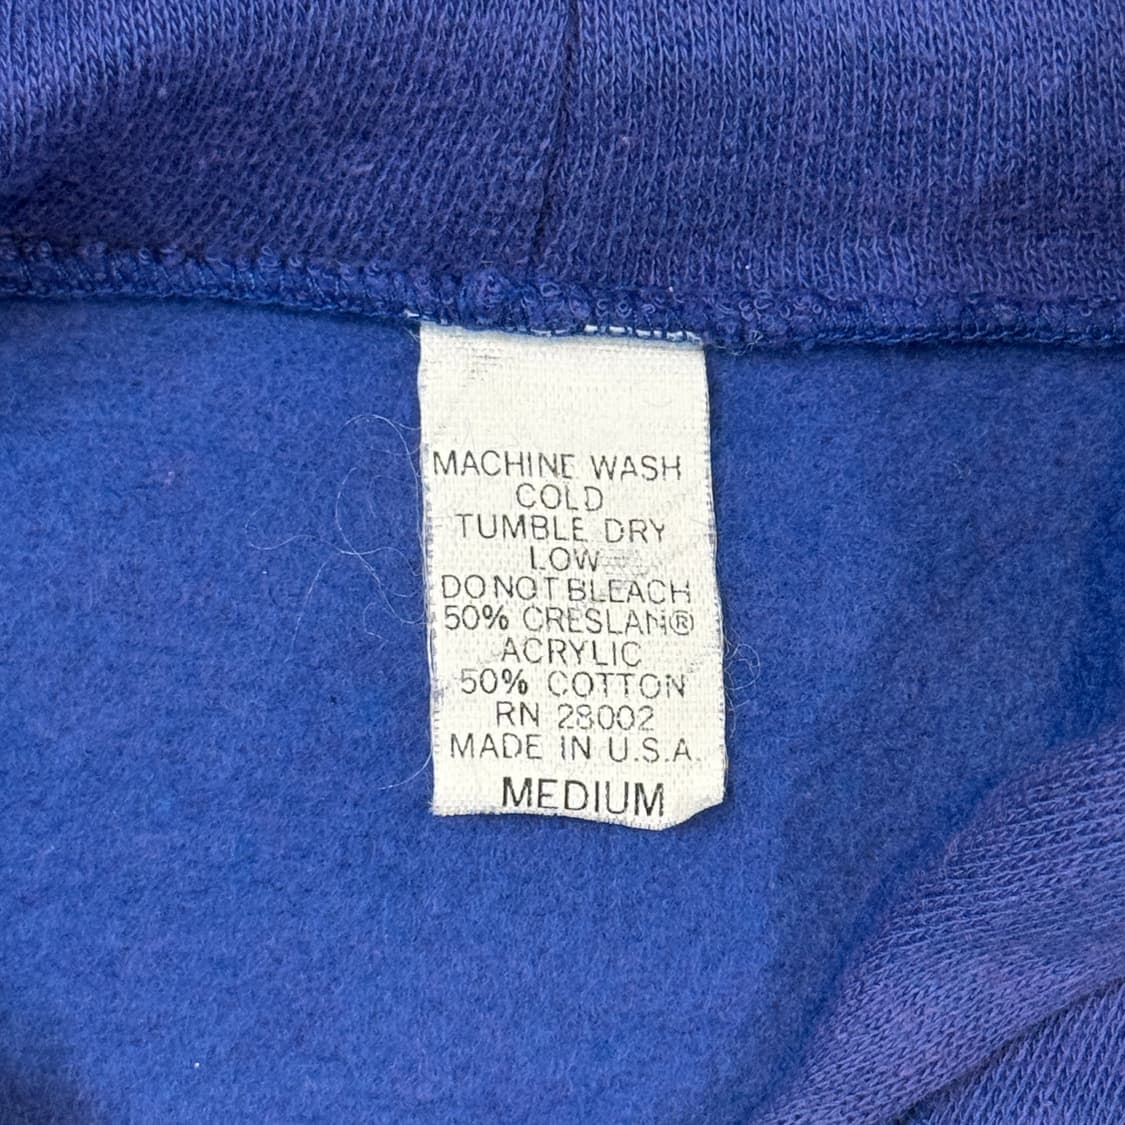 MACHINE WASH
COLD
TUMBLE DRY
LOW
DO NOT BLEACH
50% CRESLAN®
ACRYLIC
50% COTTON
RN 28002
MADE IN U.S.A.
MEDIUM